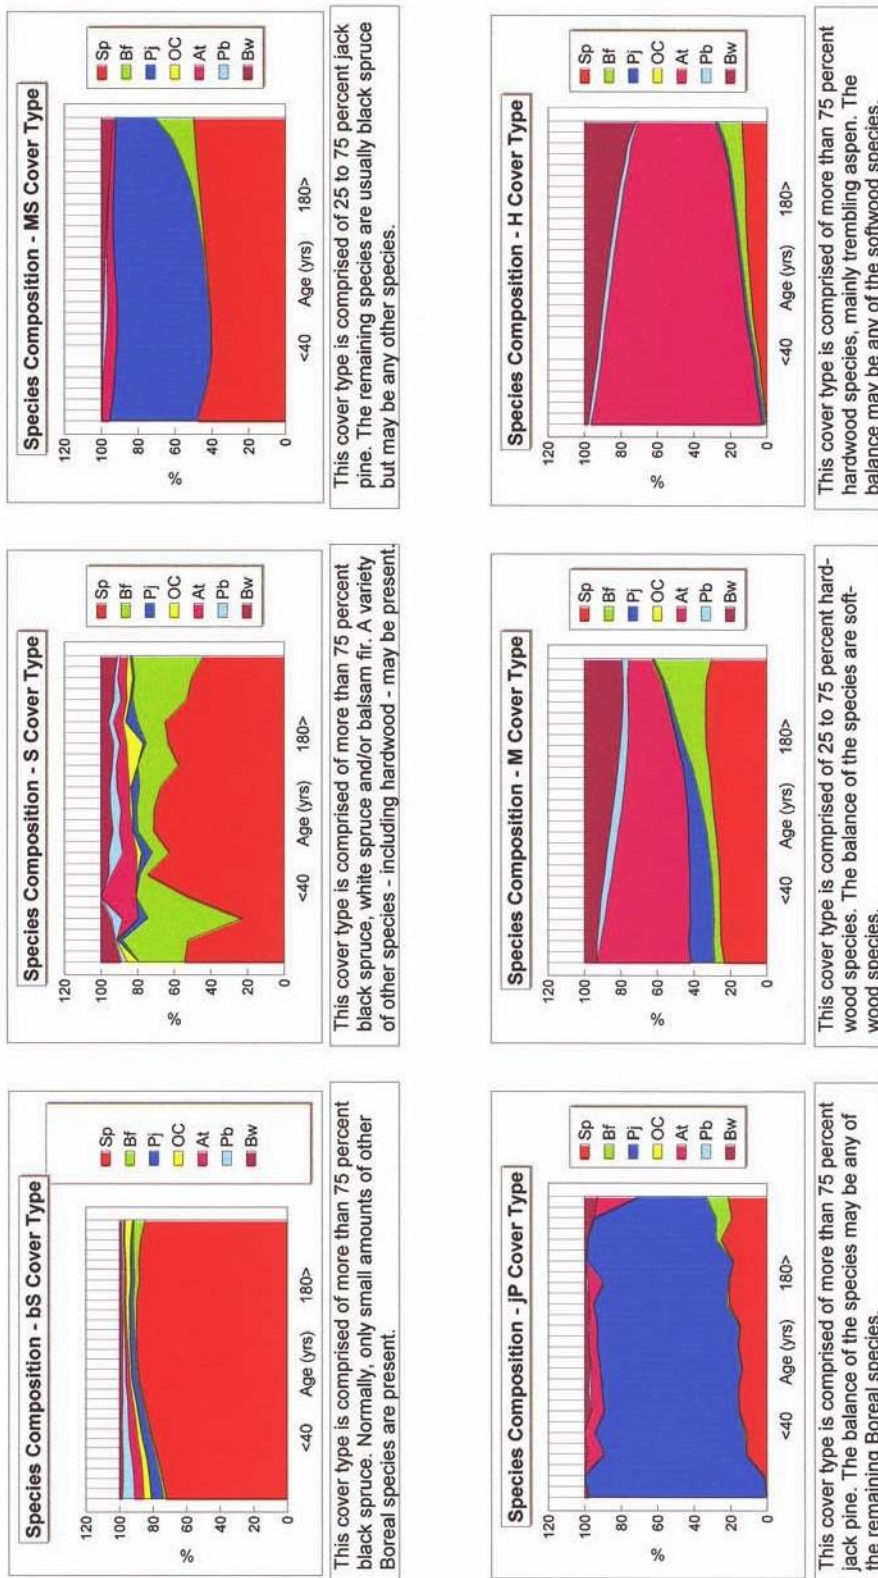 Species Composition - bS Cover Type
120
100
80
60
40
20
0
%
<40 Age (yrs) 180>
Sp
Bf
Pj
OC
At
Pb
Bw
This cover type is comprised of more than 75 percent
black spruce. Normally, only small amounts of other
Boreal species are present.
Species Composition - S Cover Type
120
100
80
60
40
20
0
%
<40 Age (yrs) 180>
Sp
Bf
Pj
OC
At
Pb
Bw
This cover type is comprised of more than 75 percent
black spruce, white spruce and/or balsam fir. A variety
of other species - including hardwood - may be present.
Species Composition - MS Cover Type
120
100
80
60
40
20
0
%
<40 Age (yrs) 180>
Sp
Bf
Pj
OC
At
Pb
Bw
This cover type is comprised of 25 to 75 percent jack
pine. The remaining species are usually black spruce
but may be any other species.
Species Composition - jP Cover Type
120
100
80
60
40
20
0
%
<40 Age (yrs) 180>
Sp
Bf
Pj
OC
At
Pb
Bw
This cover type is comprised of more than 75 percent
jack pine. The balance of the species may be any of
the remaining Boreal species.
Species Composition - M Cover Type
120
100
80
60
40
20
0
%
<40 Age (yrs) 180>
Sp
Bf
Pj
OC
At
Pb
Bw
This cover type is comprised of 25 to 75 percent hard-
wood species. The balance of the species are soft-
wood species.
Species Composition - H Cover Type
120
100
80
60
40
20
0
%
<40 Age (yrs) 180>
Sp
Bf
Pj
OC
At
Pb
Bw
This cover type is comprised of more than 75 percent
hardwood species, mainly trembling aspen. The
balance may be any of the softwood species.